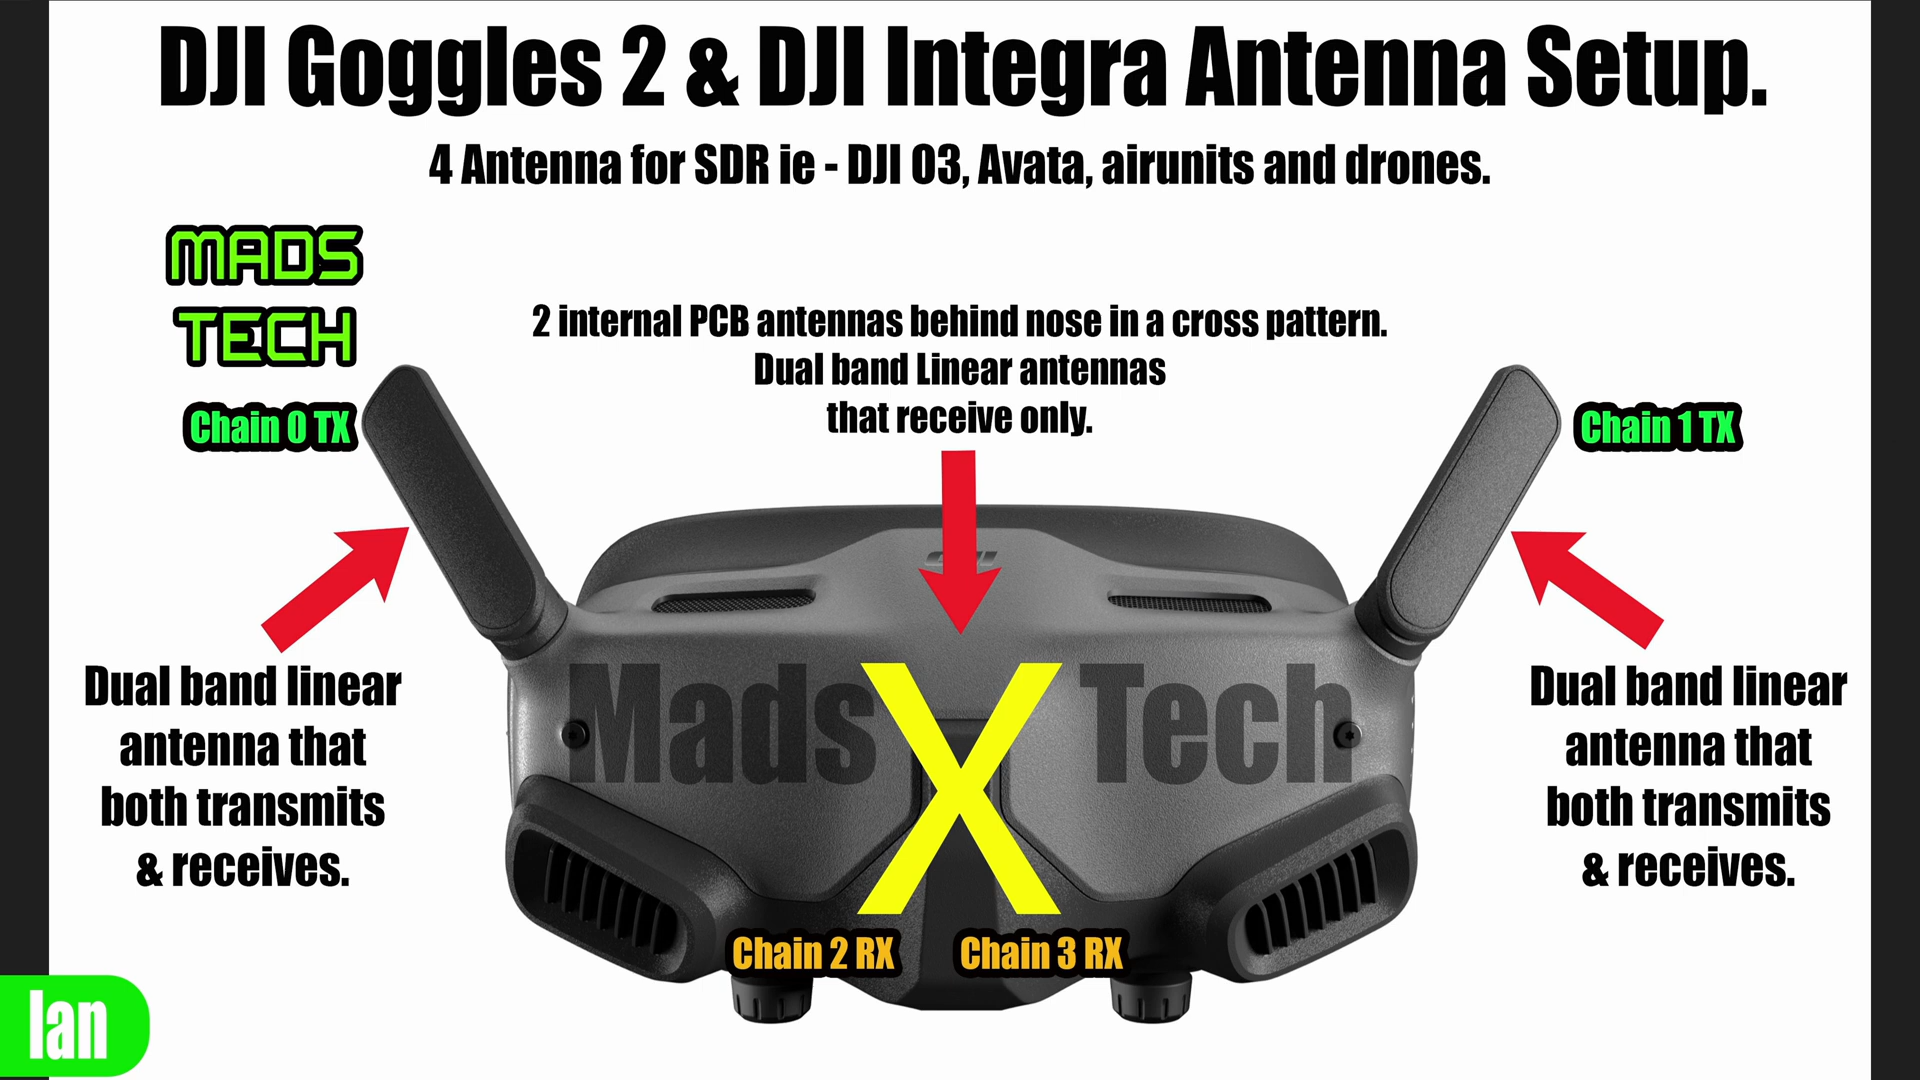 DJI Goggles 2 & DJI Integra Antenna Setup.
4 Antenna for SDR ie - DJI 03, Avata, airunits and drones.
MADS
TECH
2 internal PCB antennas behind nose in a cross pattern.
Dual band Linear antennas
that receive only.
Chain 0 TX
Chain 1 TX
DJI
Mads X Tech
Dual band linear
antenna that
both transmits
& receives.
Dual band linear
antenna that
both transmits
& receives.
Chain 2 RX
Chain 3 RX
Ian